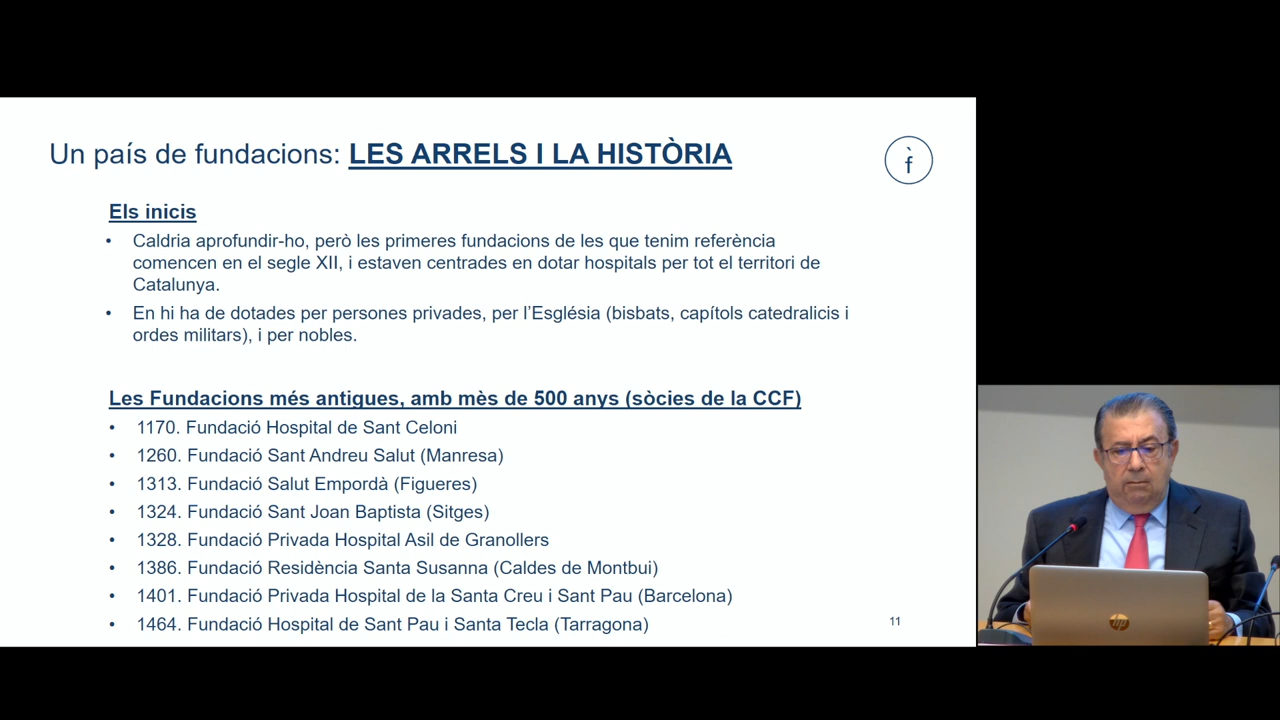 Un país de fundacions: LES ARRELS I LA HISTÒRIA
f̀
Els inicis
• Caldria aprofundir-ho, però les primeres fundacions de les que tenim referència
comencen en el segle XII, i estaven centrades en dotar hospitals per tot el territori de
Catalunya.
• En hi ha de dotades per persones privades, per l’Església (bisbats, capítols catedralicis i
ordes militars), i per nobles.
Les Fundacions més antigues, amb mès de 500 anys (sòcies de la CCF)
• 1170. Fundació Hospital de Sant Celoni
• 1260. Fundació Sant Andreu Salut (Manresa)
• 1313. Fundació Salut Empordà (Figueres)
• 1324. Fundació Sant Joan Baptista (Sitges)
• 1328. Fundació Privada Hospital Asil de Granollers
• 1386. Fundació Residència Santa Susanna (Caldes de Montbui)
• 1401. Fundació Privada Hospital de la Santa Creu i Sant Pau (Barcelona)
• 1464. Fundació Hospital de Sant Pau i Santa Tecla (Tarragona)
11
hp